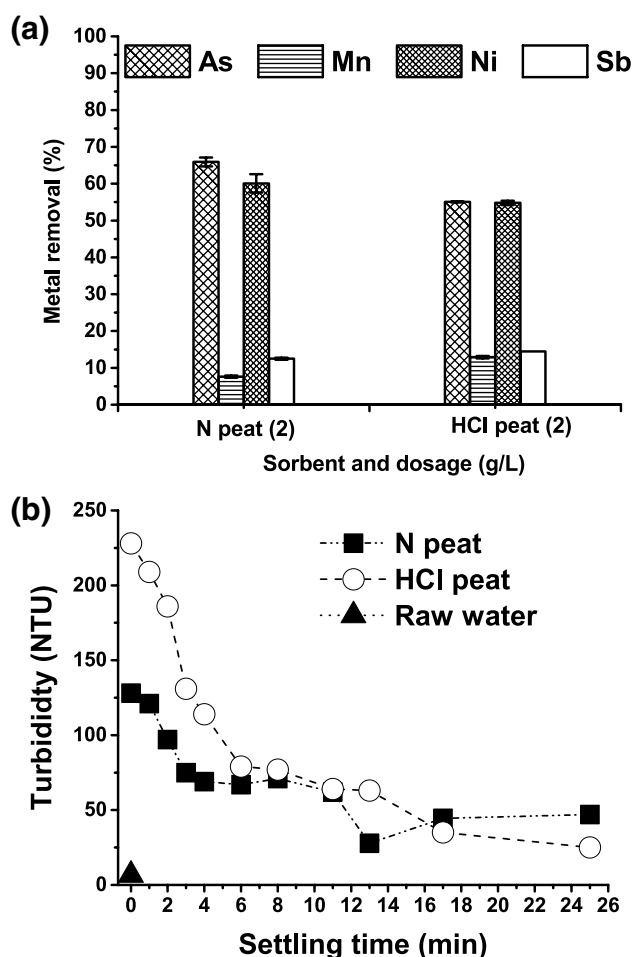 (a)
100
90
80
70
60
50
40
30
20
10
0
Metal removal (%)
As Mn Ni Sb
N peat (2) HCl peat (2)
Sorbent and dosage (g/L)
(b)
250
200
150
100
50
0
Turbididty (NTU)
N peat
HCl peat
Raw water
0 2 4 6 8 10 12 14 16 18 20 22 24 26
Settling time (min)